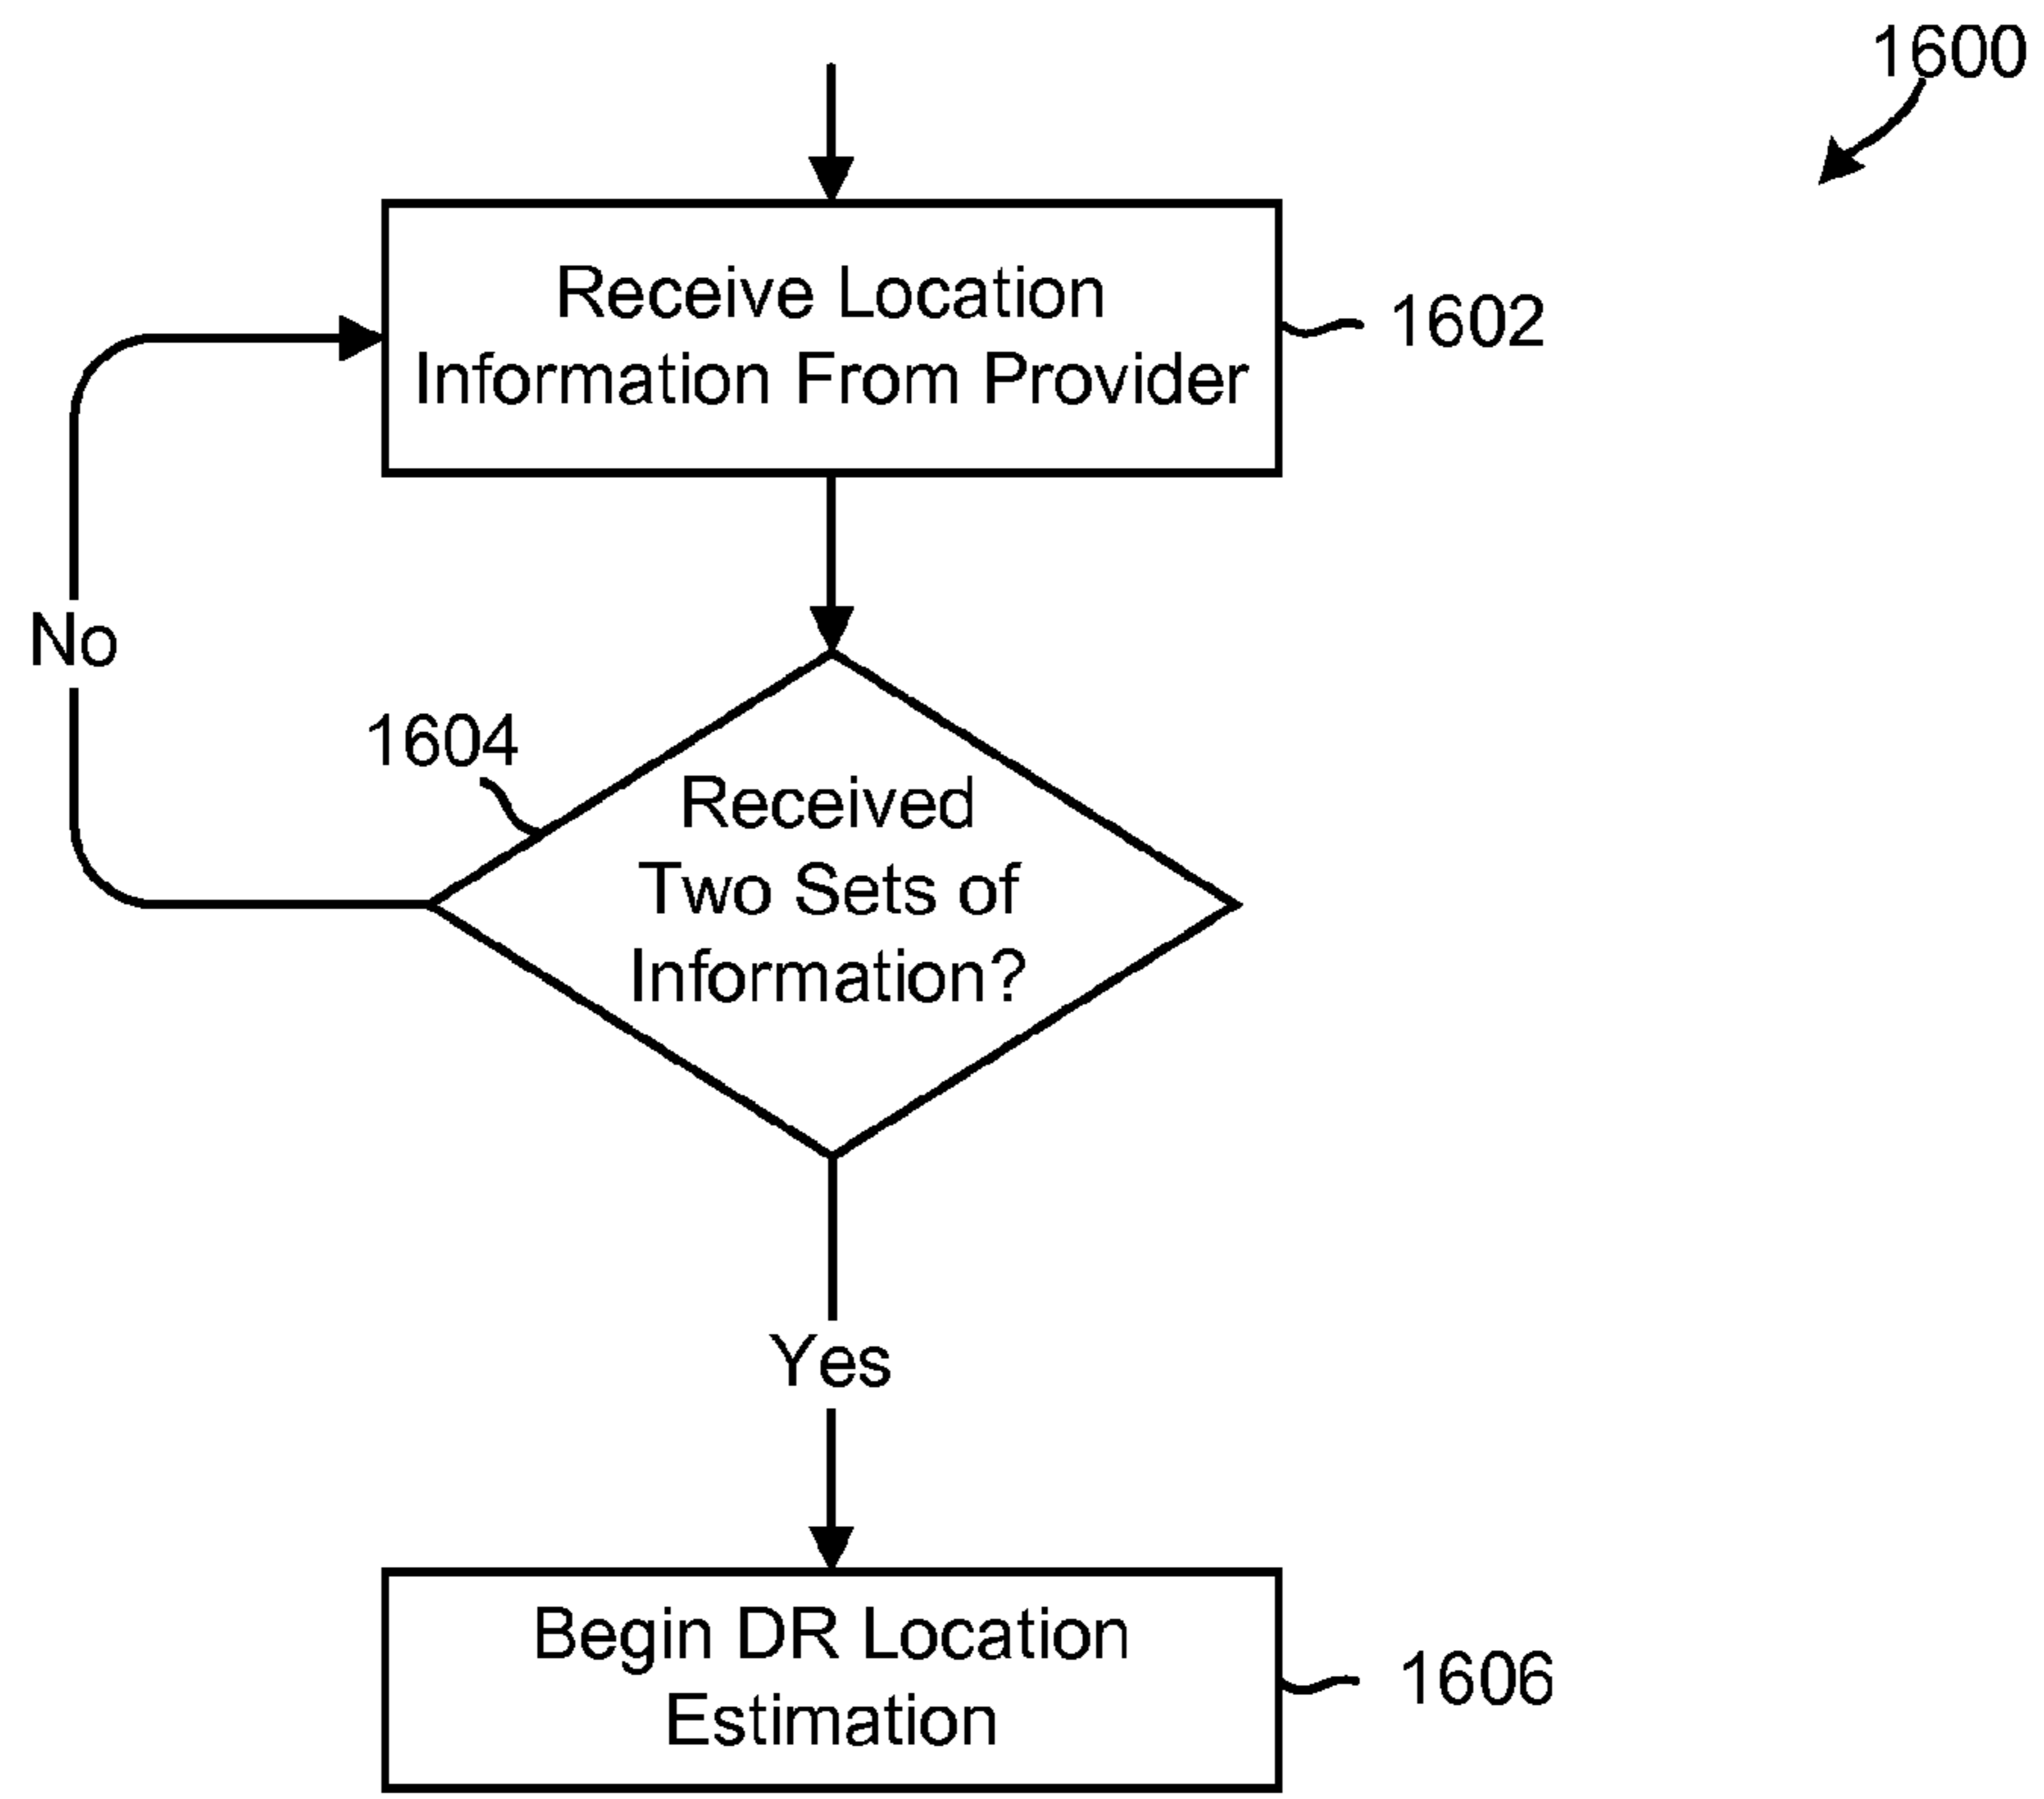 1600
Receive Location
Information From Provider
1602
No
1604
Received
Two Sets of
Information?
Yes
Begin DR Location
Estimation
1606